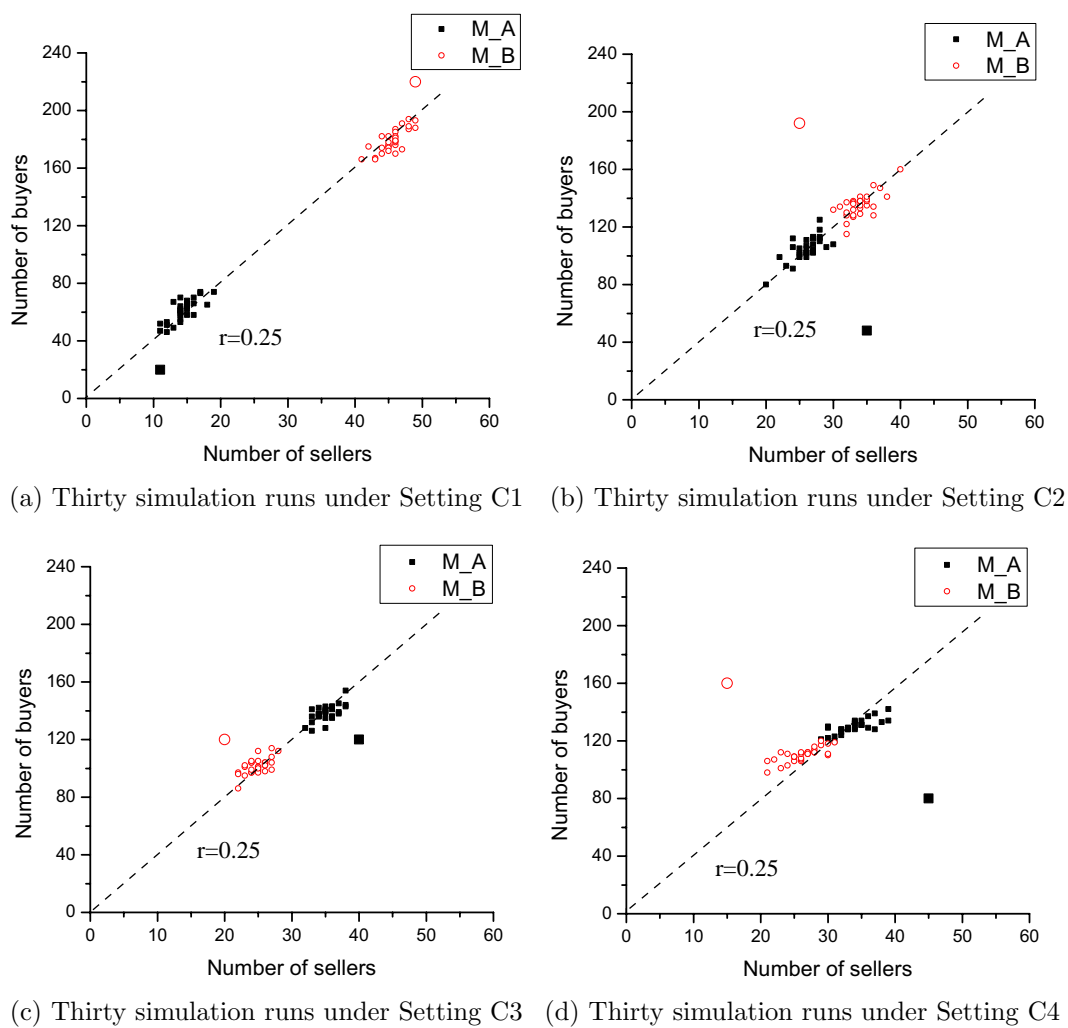 M_A
M_B
240
200
160
120
80
40
0
Number of buyers
r=0.25
0 10 20 30 40 50 60
Number of sellers
(a) Thirty simulation runs under Setting C1
M_A
M_B
240
200
160
120
80
40
0
Number of buyers
r=0.25
0 10 20 30 40 50 60
Number of sellers
(b) Thirty simulation runs under Setting C2
M_A
M_B
240
200
160
120
80
40
0
Number of buyers
r=0.25
0 10 20 30 40 50 60
Number of sellers
(c) Thirty simulation runs under Setting C3
M_A
M_B
240
200
160
120
80
40
0
Number of buyers
r=0.25
0 10 20 30 40 50 60
Number of sellers
(d) Thirty simulation runs under Setting C4